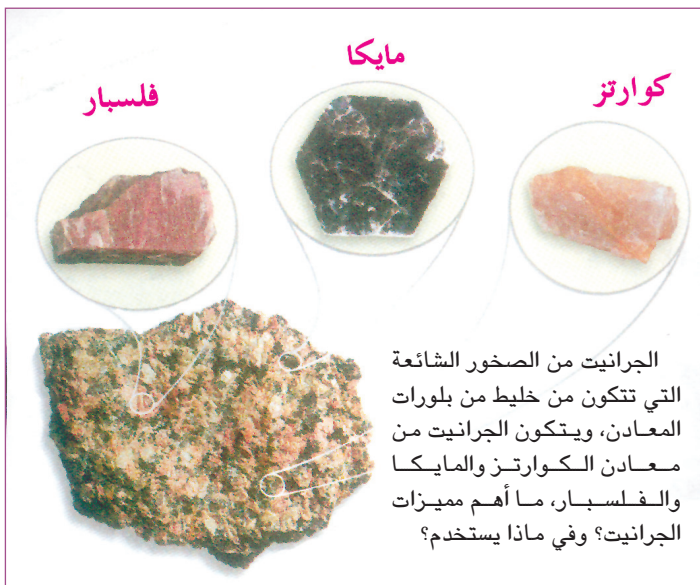 مايكا
كوارتز
فلسبار
الجرانيت من الصخور الشائعة
التي تتكون من خليط من بلورات
المعادن، ويتكون الجرانيت من
معادن الكوارتز والمايكا
والفلسبار، ما أهم مميزات
الجرانيت؟ وفي ماذا يستخدم؟